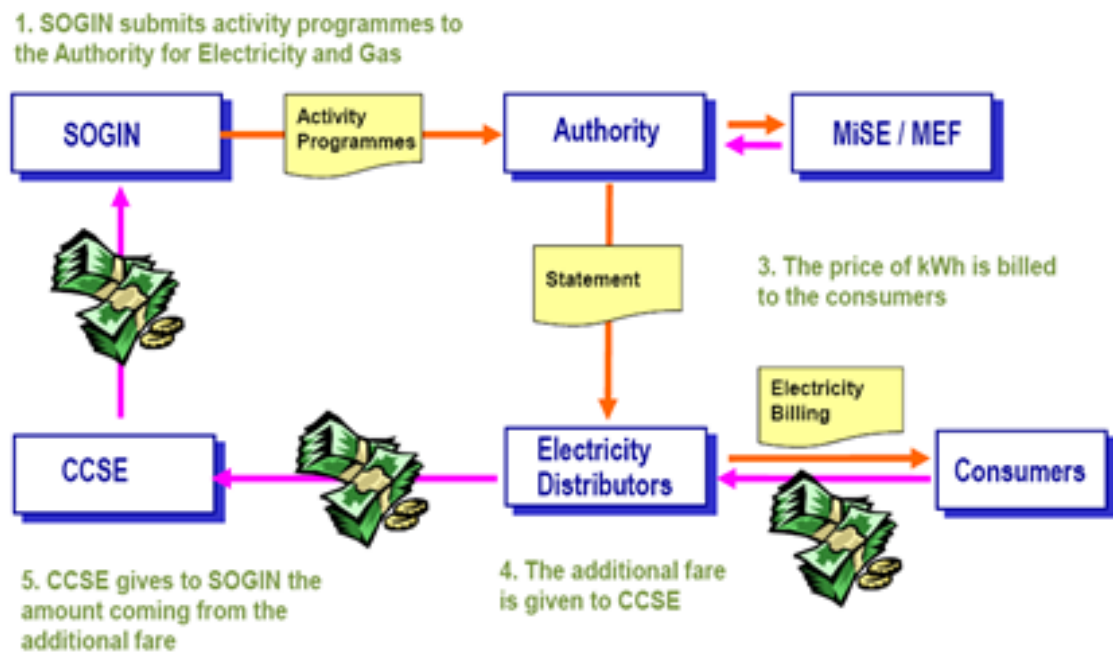 1. SOGIN submits activity programmes to
the Authority for Electricity and Gas
SOGIN
Activity
Programmes
Authority
MiSE / MEF
Statement
3. The price of kWh is billed
to the consumers
Electricity
Billing
CCSE
Electricity
Distributors
Consumers
5. CCSE gives to SOGIN the
amount coming from the
additional fare
4. The additional fare
is given to CCSE